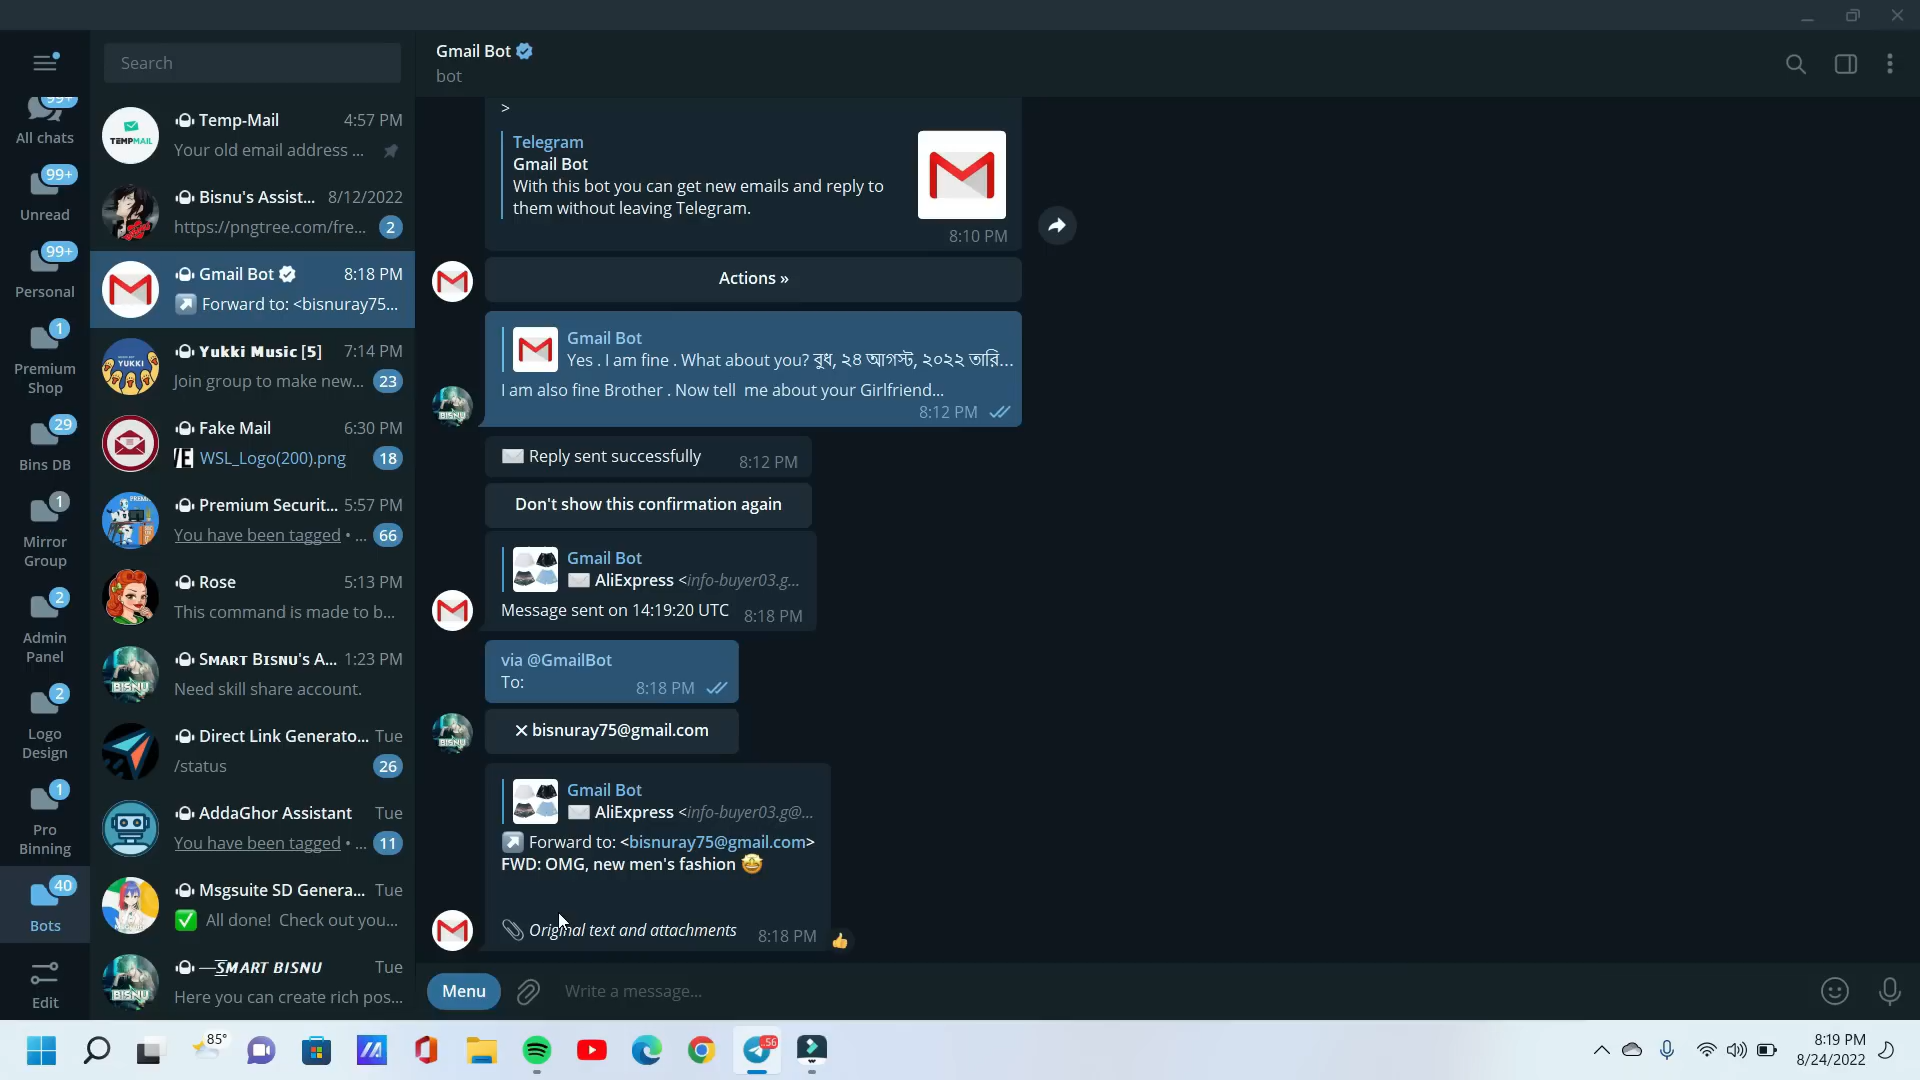 Search
99+
All chats
99+
Unread
99+
Personal
1
Premium
Shop
29
Bins DB
1
Mirror
Group
2
Admin
Panel
2
Logo
Design
1
Pro
Binning
40
Bots
Edit
TEMPMAIL
Temp-Mail 4:57 PM
Your old email address ...
Bisnu's Assist... 8/12/2022
https://pngtree.com/fre... 2
Gmail Bot 8:18 PM
Forward to: <bisnuray75...
YUKKI
Yukki Music [5] 7:14 PM
Join group to make new... 23
Fake Mail 6:30 PM
WSL_Logo(200).png 18
Premium Securit... 5:57 PM
You have been tagged • ... 66
Rose 5:13 PM
This command is made to b...
BISNU
Smart Bisnu's A... 1:23 PM
Need skill share account.
Direct Link Generato... Tue
/status 26
AddaGhor Assistant Tue
You have been tagged • ... 11
Msgsuite SD Genera... Tue
✅ All done! Check out you...
BISNU
—SMART BISNU Tue
Here you can create rich pos...
Gmail Bot
bot
>
Telegram
Gmail Bot
With this bot you can get new emails and reply to
them without leaving Telegram.
8:10 PM
Actions »
Gmail Bot
Yes . I am fine . What about you? বুধ, ২৪ আগস্ট, ২০২২ তারি...
I am also fine Brother . Now tell me about your Girlfriend...
8:12 PM
BISNU
✉️ Reply sent successfully 8:12 PM
Don't show this confirmation again
Gmail Bot
✉️ AliExpress <info-buyer03.g...
Message sent on 14:19:20 UTC 8:18 PM
via @GmailBot
To: 8:18 PM
BISNU
✕ bisnuray75@gmail.com
Gmail Bot
✉️ AliExpress <info-buyer03.g@...
↗️ Forward to: <bisnuray75@gmail.com>
FWD: OMG, new men's fashion 🤩
📎 Original text and attachments 8:18 PM 👍
Menu
Write a message...
85°
..56
8:19 PM
8/24/2022